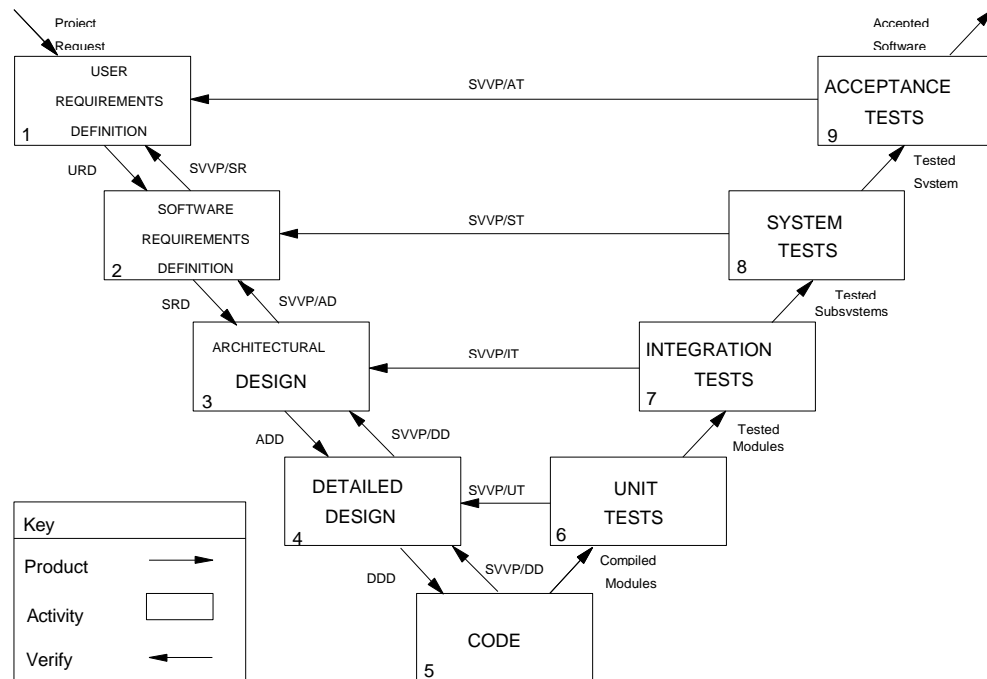 Project
Request
Accepted
Software
USER
REQUIREMENTS
DEFINITION
1
SVVP/AT
ACCEPTANCE
TESTS
9
URD
SVVP/SR
Tested
System
SOFTWARE
REQUIREMENTS
DEFINITION
2
SVVP/ST
SYSTEM
TESTS
8
SRD
SVVP/AD
Tested
Subsystems
ARCHITECTURAL
DESIGN
3
SVVP/IT
INTEGRATION
TESTS
7
ADD
SVVP/DD
Tested
Modules
DETAILED
DESIGN
4
SVVP/UT
UNIT
TESTS
6
DDD
SVVP/DD
Compiled
Modules
CODE
5
Key
Product
Activity
Verify